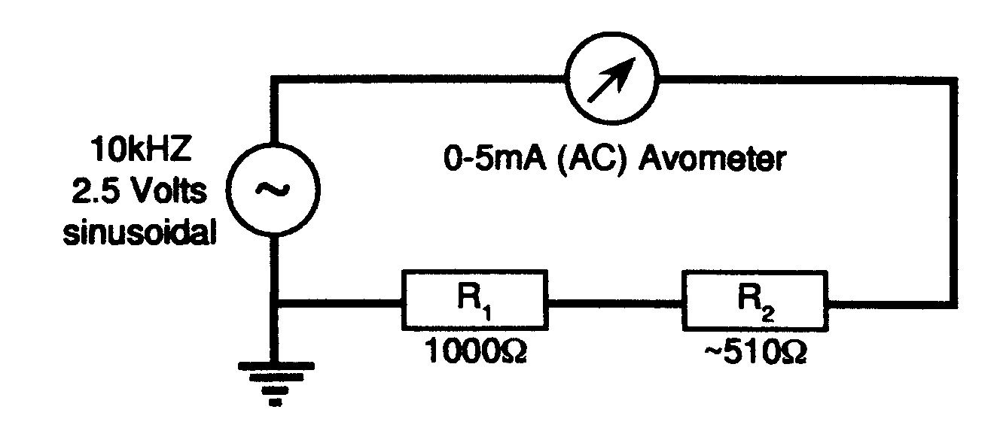 10kHZ
2.5 Volts
sinusoidal
~
0-5mA (AC) Avometer
R₁
1000Ω
R₂
~510Ω